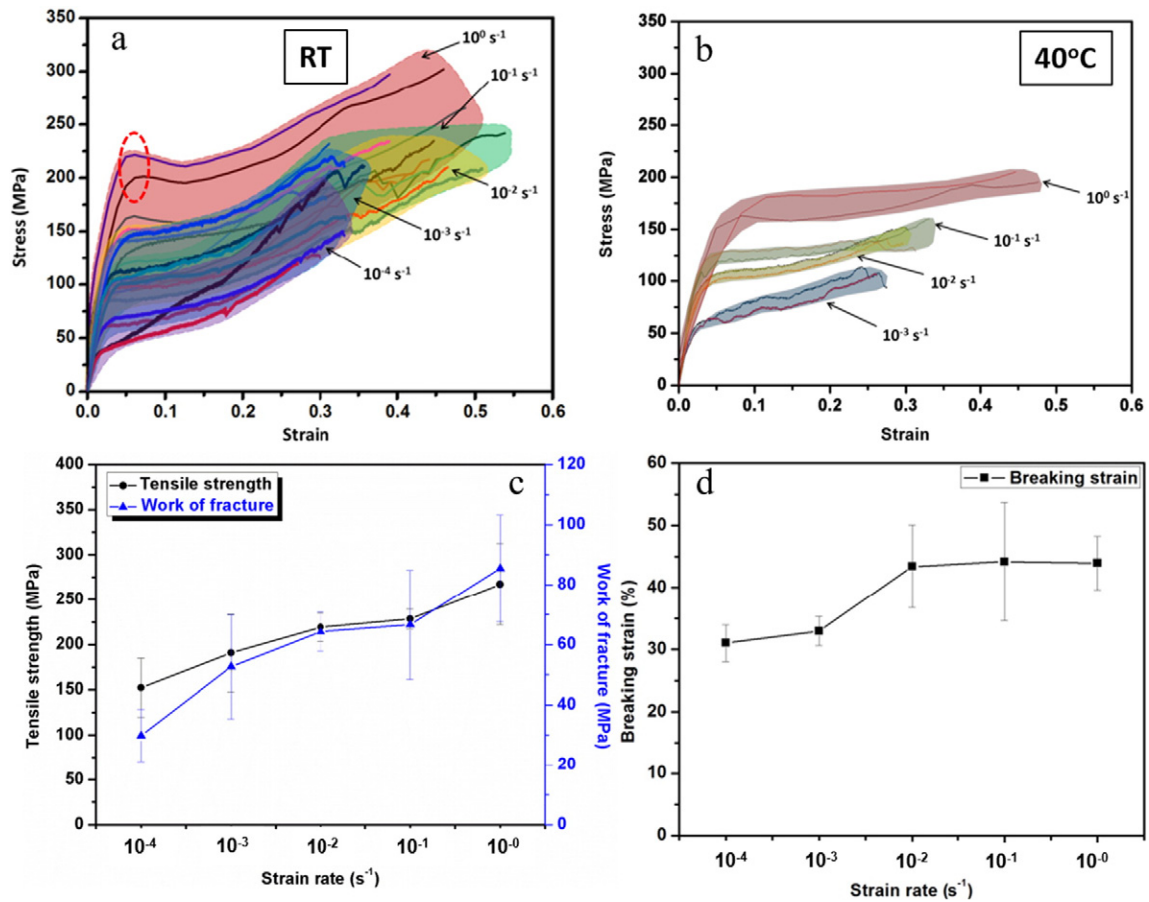 a
RT
10⁰ s⁻¹
10⁻¹ s⁻¹
10⁻² s⁻¹
10⁻³ s⁻¹
10⁻⁴ s⁻¹
350
300
250
200
150
100
50
0
Stress (MPa)
0.0 0.1 0.2 0.3 0.4 0.5 0.6
Strain
b
40°C
10⁰ s⁻¹
10⁻¹ s⁻¹
10⁻² s⁻¹
10⁻³ s⁻¹
350
300
250
200
150
100
50
0
Stress (MPa)
0.0 0.1 0.2 0.3 0.4 0.5 0.6
Strain
c
Tensile strength
Work of fracture
400
350
300
250
200
150
100
50
0
Tensile strength (MPa)
120
100
80
60
40
20
0
Work of fracture (MPa)
10⁻⁴ 10⁻³ 10⁻² 10⁻¹ 10⁻⁰
Strain rate (s⁻¹)
d
Breaking strain
60
50
40
30
20
10
0
Breaking strain (%)
10⁻⁴ 10⁻³ 10⁻² 10⁻¹ 10⁻⁰
Strain rate (s⁻¹)